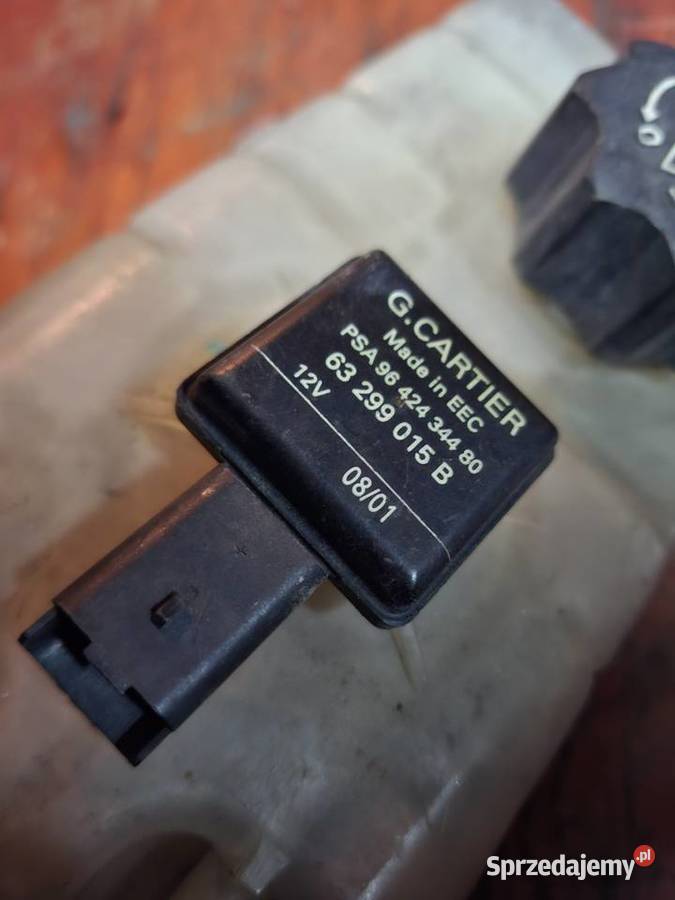 G.CARTIER
Made in EEC
PSA 96 424 344 80
63 299 015 B
12V
08/01
Sprzedajemy.pl